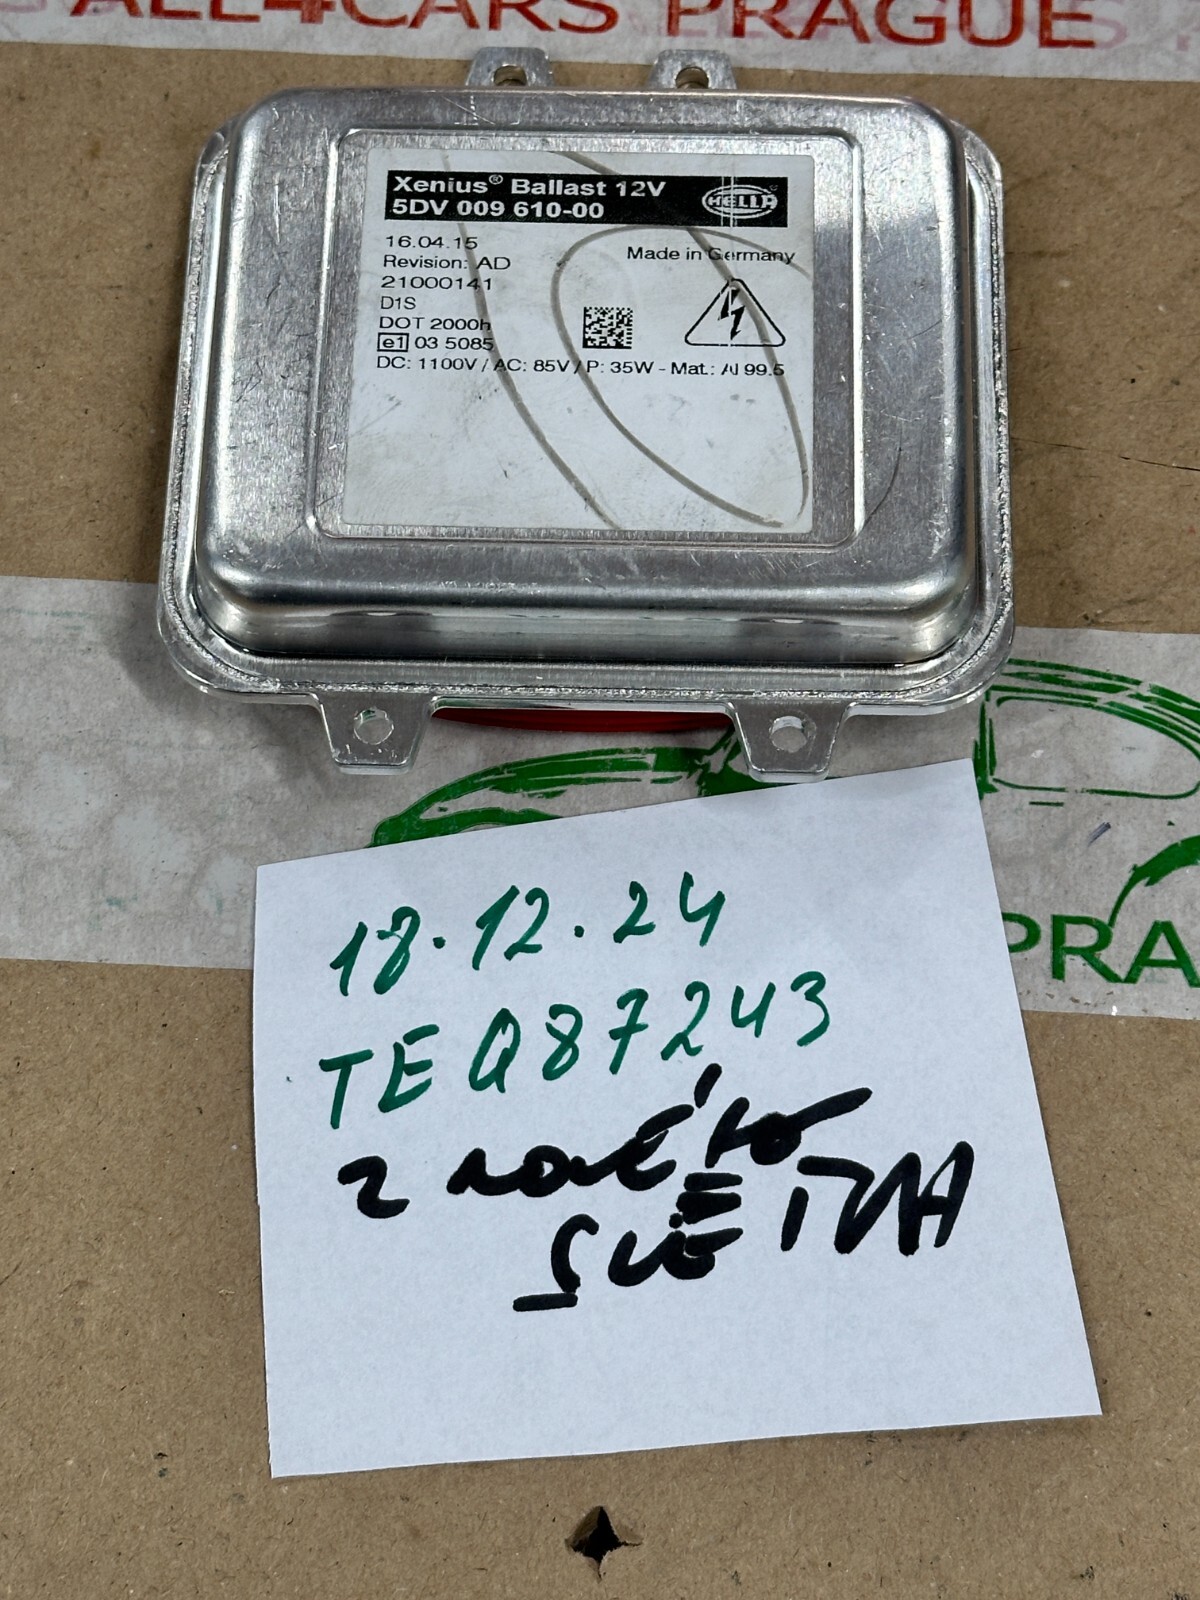 ALL4CARS PRAGUE
Xenius® Ballast 12V
5DV 009 610-00
HELLA
16.04.15
Made in Germany
Revision: AD
21000141
D1S
DOT 2000h
e1 03 5085
DC: 1100V / AC: 85V / P: 35W - Mat.: Al 99.5
PRA
18.12.24
TEQ87243
z nového
SVĚTLA